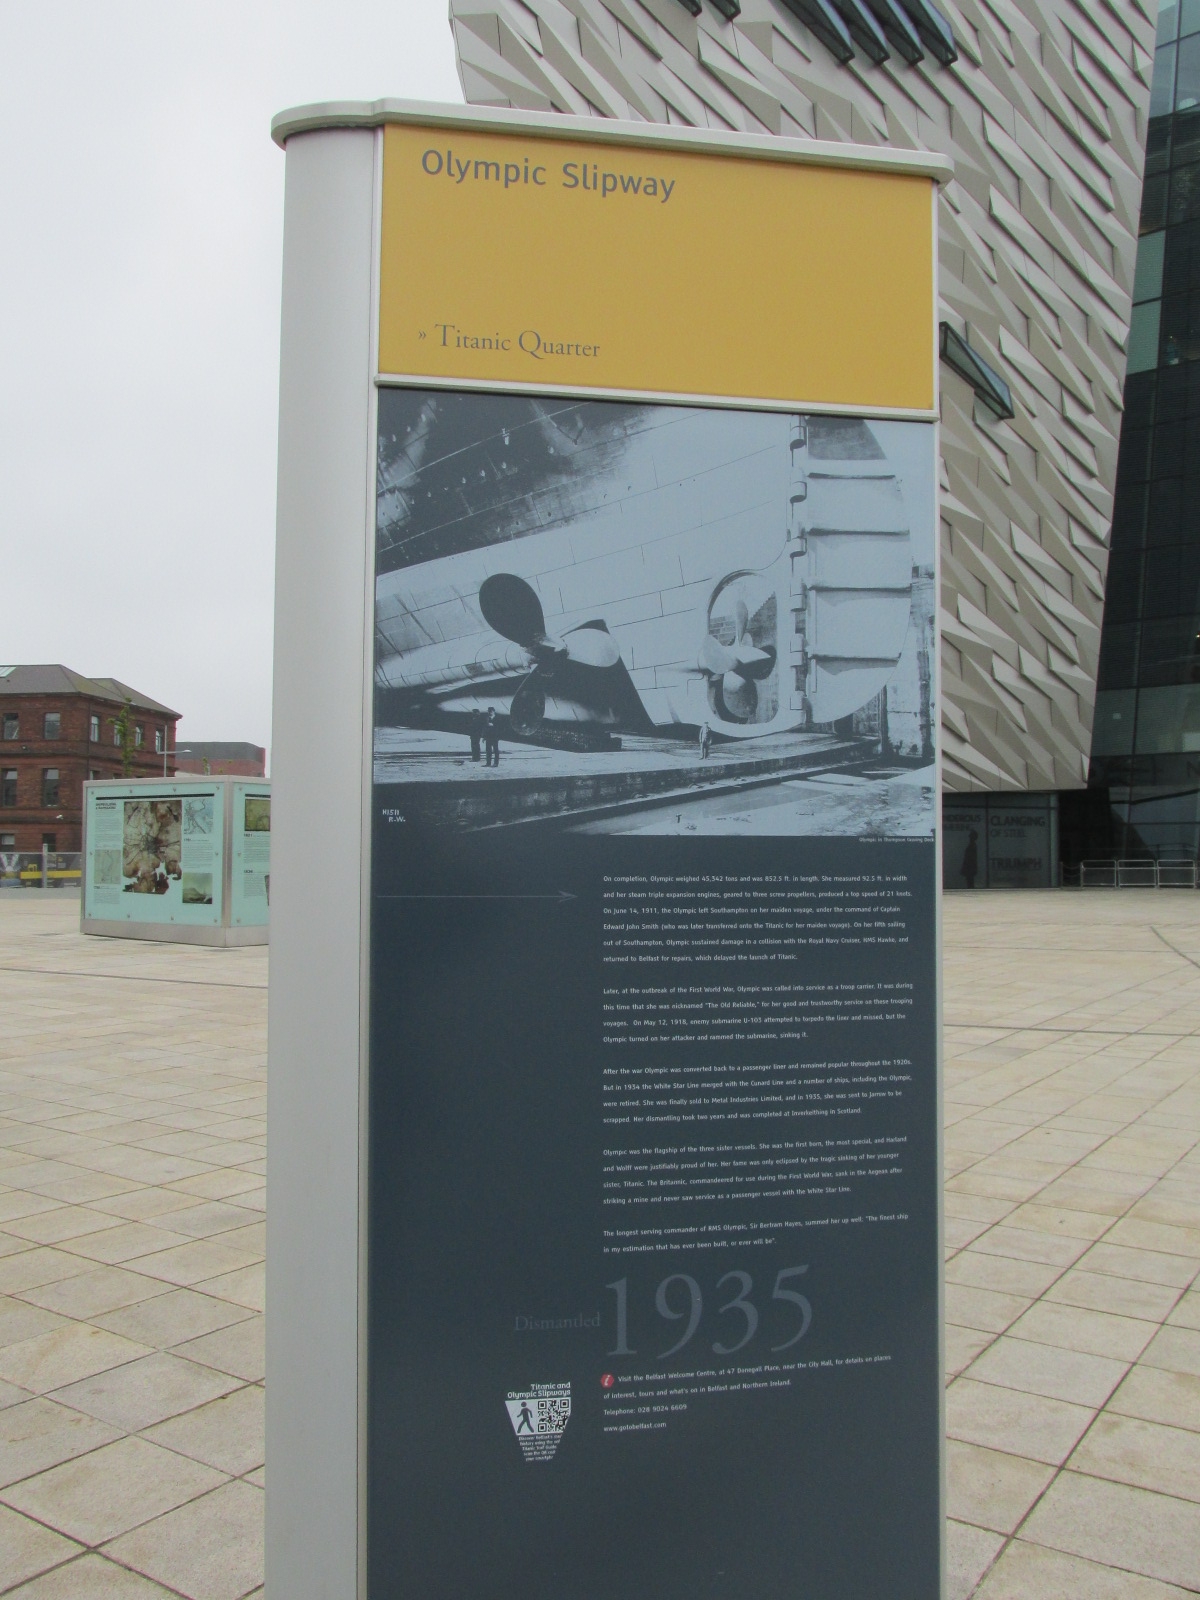 Olympic Slipway
» Titanic Quarter
H1511
R-W.
Olympic in Thompson Graving Dock
On completion, Olympic weighed 45,342 tons and was 852.5 ft. in length. She measured 92.5 ft. in width
and her steam triple expansion engines, geared to three screw propellers, produced a top speed of 21 knots.
On June 14, 1911, the Olympic left Southampton on her maiden voyage, under the command of Captain
Edward John Smith (who was later transferred onto the Titanic for her maiden voyage). On her fifth sailing
out of Southampton, Olympic sustained damage in a collision with the Royal Navy Cruiser, HMS Hawke, and
returned to Belfast for repairs, which delayed the launch of Titanic.
Later, at the outbreak of the First World War, Olympic was called into service as a troop carrier. It was during
this time that she was nicknamed "The Old Reliable," for her good and trustworthy service on these trooping
voyages. On May 12, 1918, enemy submarine U-103 attempted to torpedo the liner and missed, but the
Olympic turned on her attacker and rammed the submarine, sinking it.
After the war Olympic was converted back to a passenger liner and remained popular throughout the 1920s.
But in 1934 the White Star Line merged with the Cunard Line and a number of ships, including the Olympic,
were retired. She was finally sold to Metal Industries Limited, and in 1935, she was sent to Jarrow to be
scrapped. Her dismantling took two years and was completed at Inverkeithing in Scotland.
Olympic was the flagship of the three sister vessels. She was the first born, the most special, and Harland
and Wolff were justifiably proud of her. Her fame was only eclipsed by the tragic sinking of her younger
sister, Titanic. The Britannic, commandeered for use during the First World War, sank in the Aegean after
striking a mine and never saw service as a passenger vessel with the White Star Line.
The longest serving commander of RMS Olympic, Sir Bertram Hayes, summed her up well: "The finest ship
in my estimation that has ever been built, or ever will be".
Dismantled 1935
i Visit the Belfast Welcome Centre, at 47 Donegall Place, near the City Hall, for details on places
of interest, tours and what's on in Belfast and Northern Ireland.
Telephone: 028 9024 6609
www.gotobelfast.com
Titanic and
Olympic Slipways
CLANGING
OF STEEL
TRIUMPH